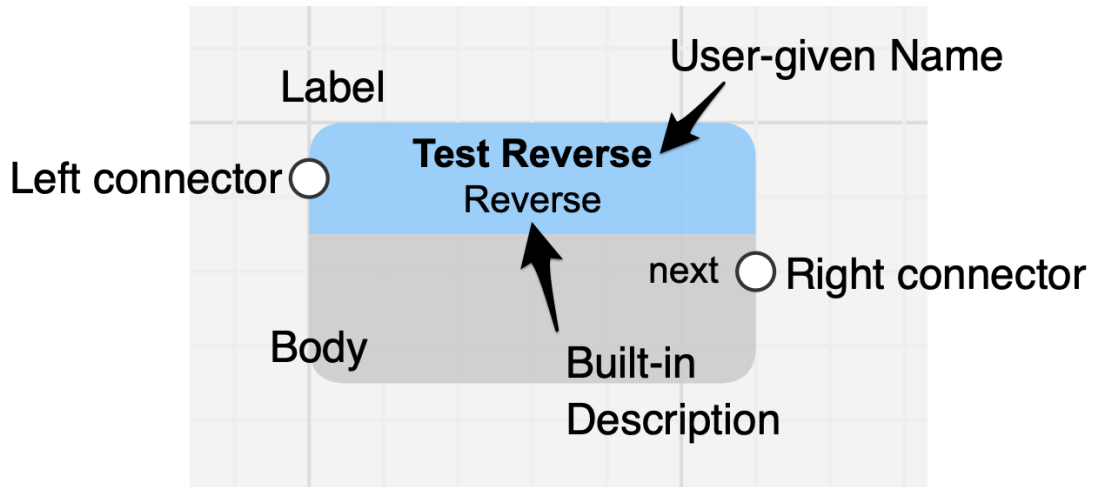 User-given Name
Label
Test Reverse
Left connector
Reverse
next
Right connector
Body
Built-in
Description